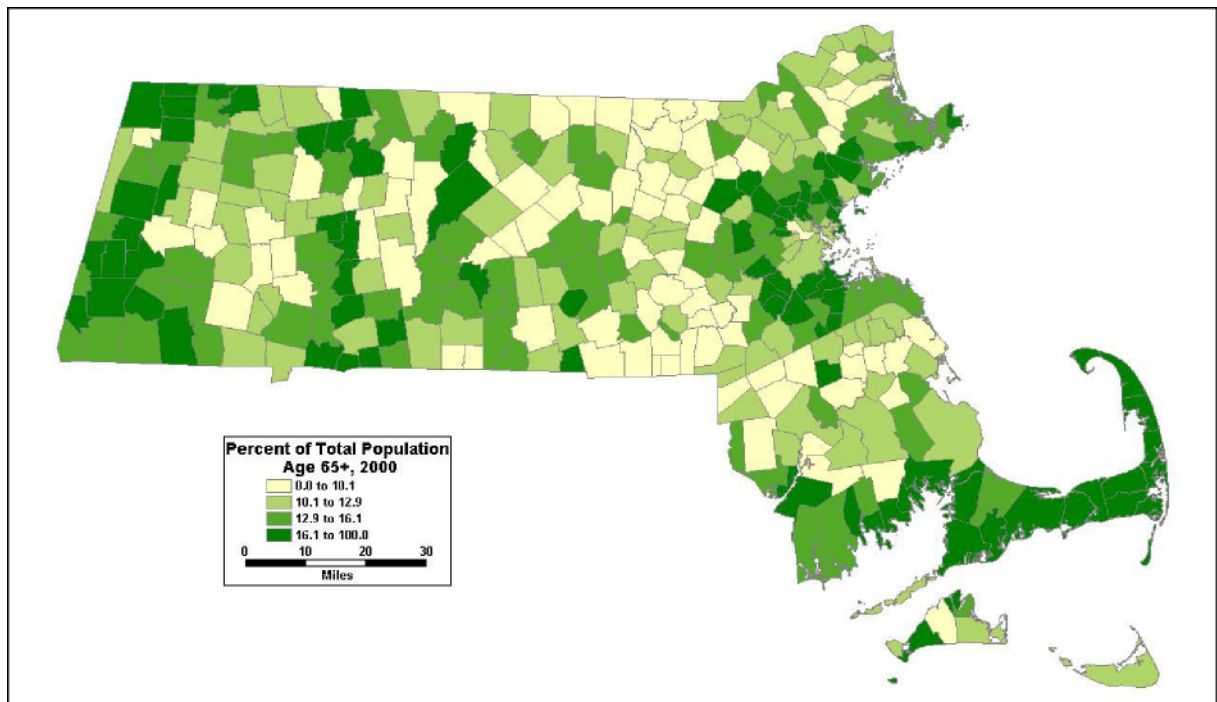 Percent of Total Population
Age 65+, 2000
0.0 to 10.1
10.1 to 12.9
12.9 to 16.1
16.1 to 100.0
0 10 20 30
Miles